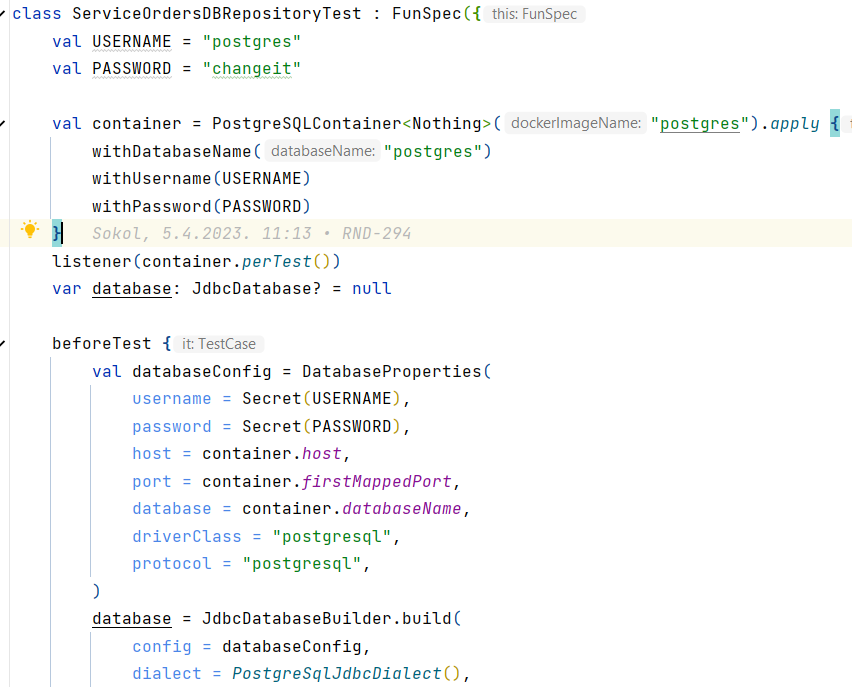 class ServiceOrdersDBRepositoryTest : FunSpec({ this: FunSpec
val USERNAME = "postgres"
val PASSWORD = "changeit"
val container = PostgreSQLContainer<Nothing>( dockerImageName: "postgres").apply {
withDatabaseName( databaseName: "postgres")
withUsername(USERNAME)
withPassword(PASSWORD)
} Sokol, 5.4.2023. 11:13 • RND-294
listener(container.perTest())
var database: JdbcDatabase? = null
beforeTest { it: TestCase
val databaseConfig = DatabaseProperties(
username = Secret(USERNAME),
password = Secret(PASSWORD),
host = container.host,
port = container.firstMappedPort,
database = container.databaseName,
driverClass = "postgresql",
protocol = "postgresql",
)
database = JdbcDatabaseBuilder.build(
config = databaseConfig,
dialect = PostgreSqlJdbcDialect(),